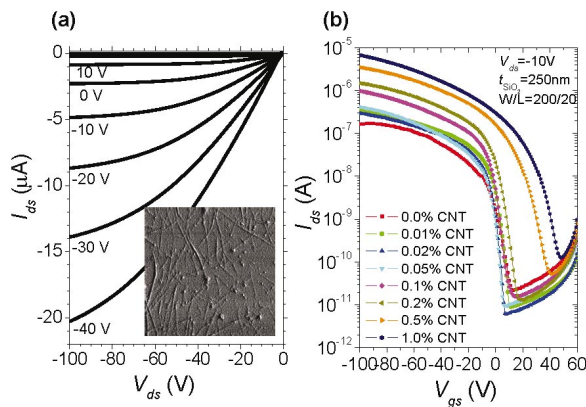 (a)
0
-5
-10
-15
-20
I_ds (µA)
10 V
0 V
-10 V
-20 V
-30 V
-40 V
-100 -80 -60 -40 -20 0
V_ds (V)
(b)
10^-5
10^-6
10^-7
10^-8
10^-9
10^-10
10^-11
10^-12
I_ds (A)
V_ds=-10V
t_SiO₂=250nm
W/L=200/20
0.0% CNT
0.01% CNT
0.02% CNT
0.05% CNT
0.1% CNT
0.2% CNT
0.5% CNT
1.0% CNT
-100-80 -60 -40 -20 0 20 40 60
V_gs (V)